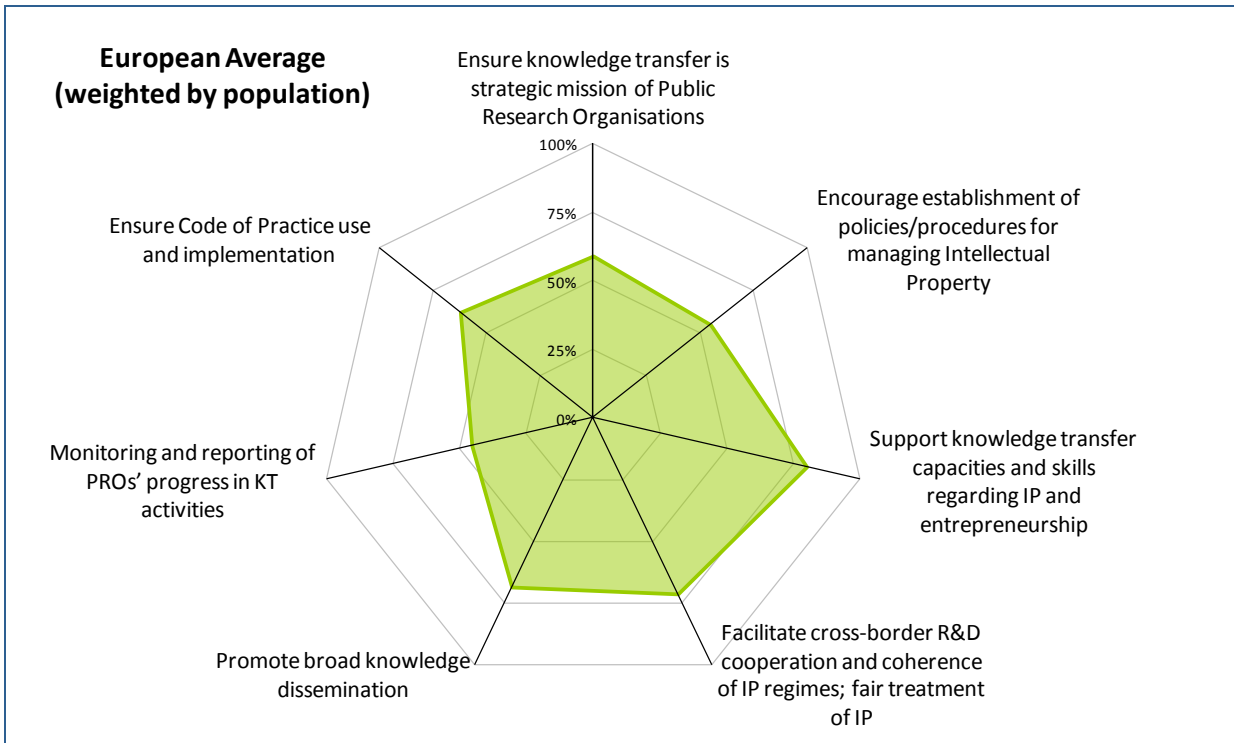 European Average
(weighted by population)
Ensure knowledge transfer is
strategic mission of Public
Research Organisations
100%
75%
50%
25%
0%
Encourage establishment of
policies/procedures for
managing Intellectual
Property
Support knowledge transfer
capacities and skills
regarding IP and
entrepreneurship
Facilitate cross-border R&D
cooperation and coherence
of IP regimes; fair treatment
of IP
Promote broad knowledge
dissemination
Monitoring and reporting of
PROs’ progress in KT
activities
Ensure Code of Practice use
and implementation